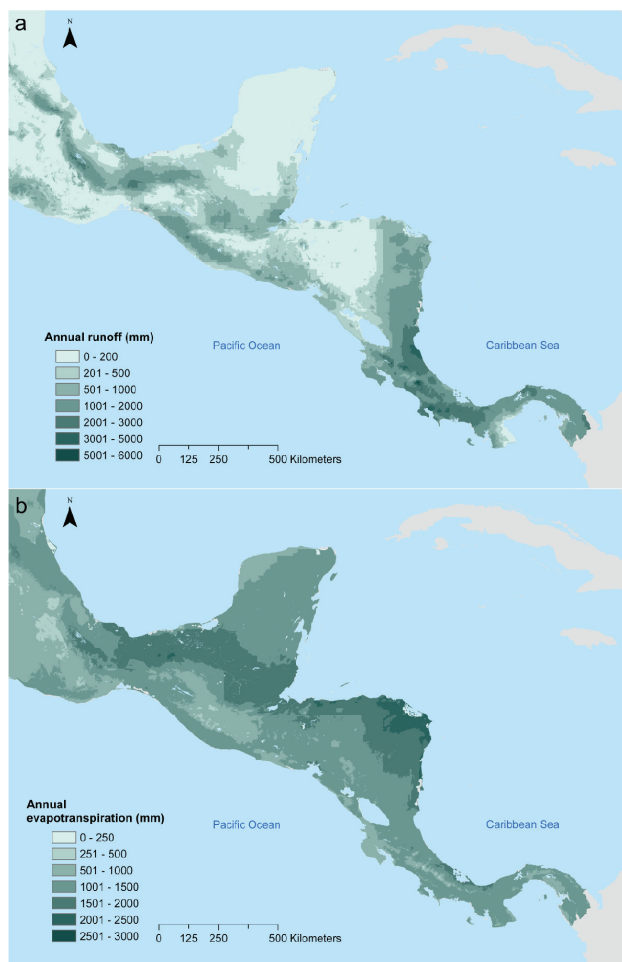 a
N
Annual runoff (mm)
0 - 200
201 - 500
501 - 1000
1001 - 2000
2001 - 3000
3001 - 5000
5001 - 6000
Pacific Ocean
Caribbean Sea
0 125 250 500 Kilometers
b
N
Annual
evapotranspiration (mm)
0 - 250
251 - 500
501 - 1000
1001 - 1500
1501 - 2000
2001 - 2500
2501 - 3000
Pacific Ocean
Caribbean Sea
0 125 250 500 Kilometers